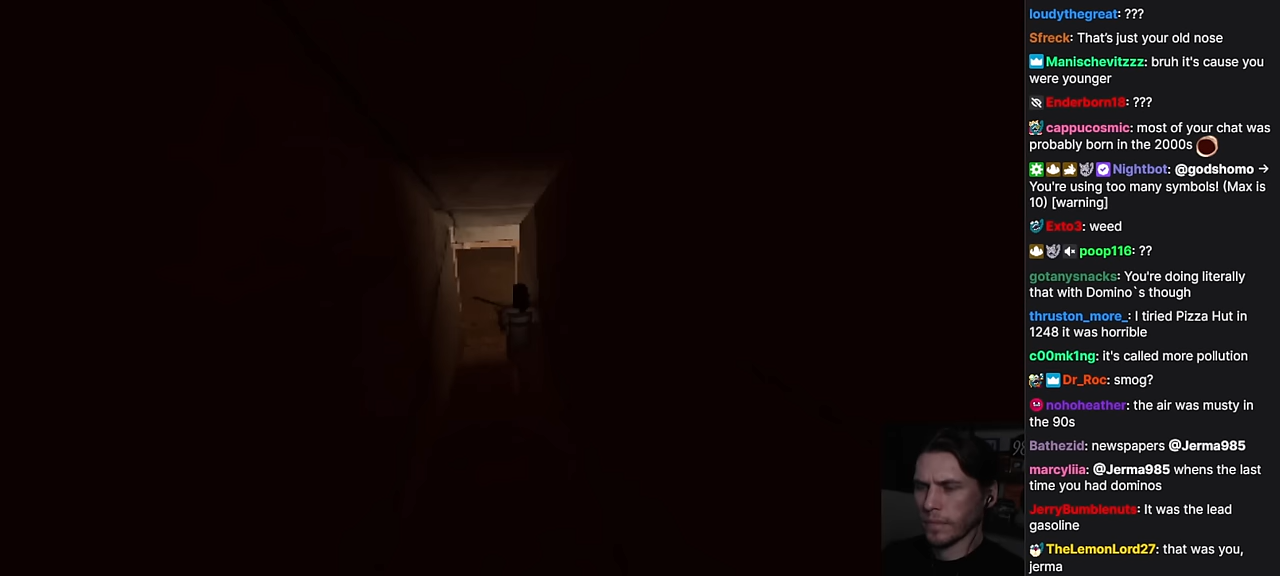 loudythegreat: ???
Sfreck: That's just your old nose
Manischevitzzz: bruh it's cause you
were younger
Enderborn18: ???
cappucosmic: most of your chat was
probably born in the 2000s
Nightbot: @godshomo →
You're using too many symbols! (Max is
10) [warning]
Exto3: weed
poop116: ??
gotanysnacks: You're doing literally
that with Domino`s though
thruston_more_: I tiried Pizza Hut in
1248 it was horrible
c00mk1ng: it's called more pollution
Dr_Roc: smog?
nohoheather: the air was musty in
the 90s
Bathezid: newspapers @Jerma985
marcyliia: @Jerma985 whens the last
time you had dominos
JerryBumblenuts: It was the lead
gasoline
TheLemonLord27: that was you,
jerma
98